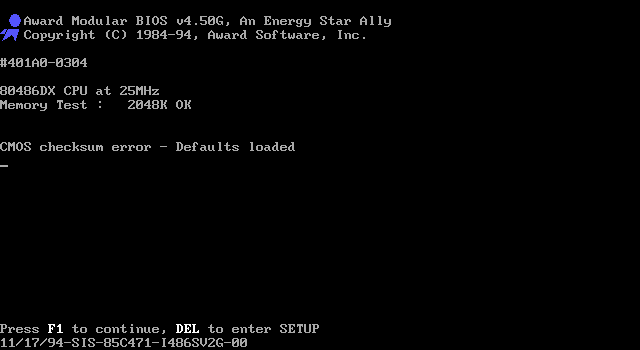 Award Modular BIOS v4.50G, An Energy Star Ally
Copyright (C) 1984-94, Award Software, Inc.
#401A0-0304
80486DX CPU at 25MHz
Memory Test :   2048K OK
CMOS checksum error - Defaults loaded
Press F1 to continue, DEL to enter SETUP
11/17/94-SIS-85C471-I486SV2G-00